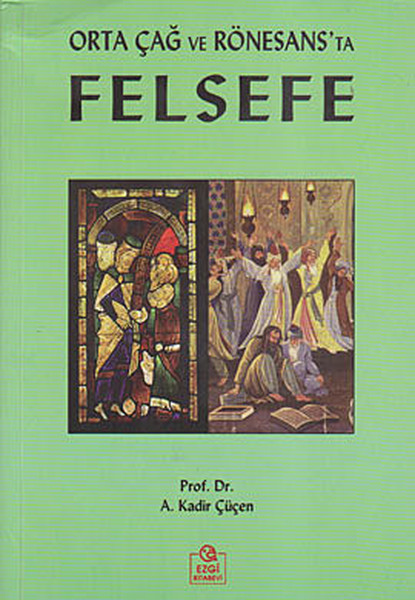 ORTA ÇAĞ VE RÖNESANS'TA
FELSEFE
Prof. Dr.
A. Kadir Çüçen
EZGİ
KİTABEVİ